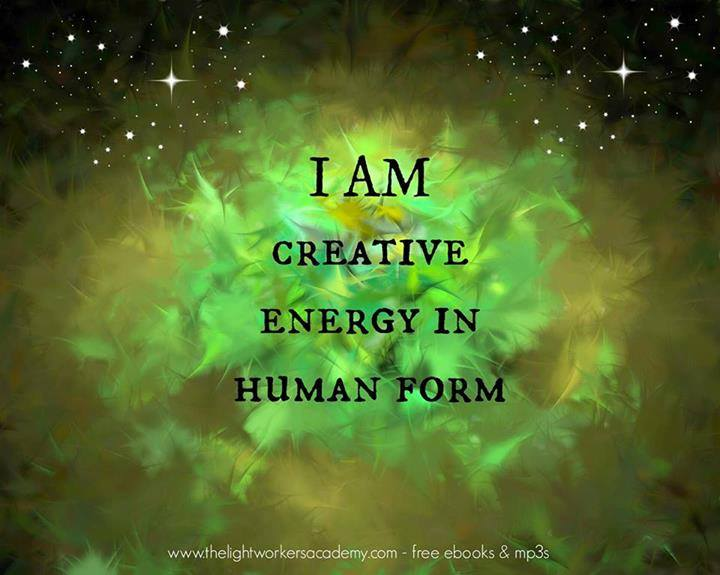 I AM
CREATIVE
ENERGY IN
HUMAN FORM
www.thelightworkersacademy.com - free ebooks & mp3s